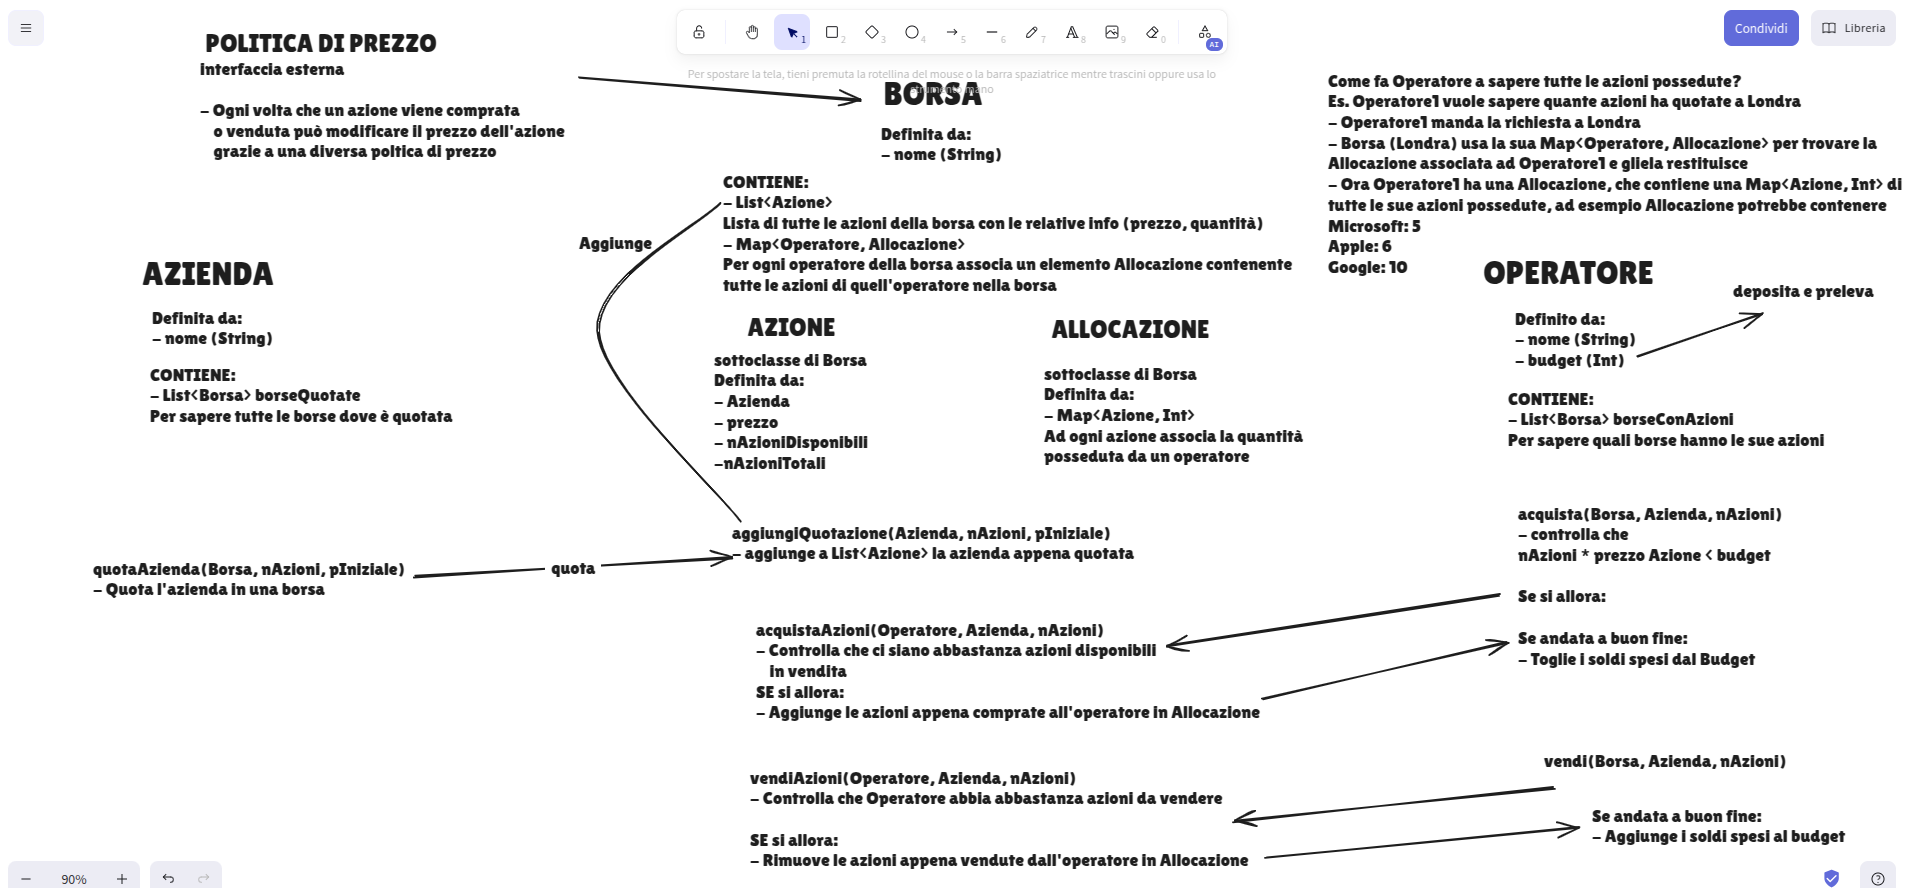 Condividi
Libreria
1
2
3
4
5
6
7
8
9
0
AI
Per spostare la tela, tieni premuta la rotellina del mouse o la barra spaziatrice mentre trascini oppure usa lo
strumento mano
POLITICA DI PREZZO
interfaccia esterna
- Ogni volta che un azione viene comprata
o venduta può modificare il prezzo dell'azione
grazie a una diversa poltica di prezzo
BORSA
Definita da:
- nome (String)
CONTIENE:
- List<Azione>
Lista di tutte le azioni della borsa con le relative info (prezzo, quantità)
- Map<Operatore, Allocazione>
Per ogni operatore della borsa associa un elemento Allocazione contenente
tutte le azioni di quell'operatore nella borsa
Aggiunge
Come fa Operatore a sapere tutte le azioni possedute?
Es. Operatore1 vuole sapere quante azioni ha quotate a Londra
- Operatore1 manda la richiesta a Londra
- Borsa (Londra) usa la sua Map<Operatore, Allocazione> per trovare la
Allocazione associata ad Operatore1 e gliela restituisce
- Ora Operatore1 ha una Allocazione, che contiene una Map<Azione, Int> di
tutte le sue azioni possedute, ad esempio Allocazione potrebbe contenere
Microsoft: 5
Apple: 6
Google: 10
AZIENDA
Definita da:
- nome (String)
CONTIENE:
- List<Borsa> borseQuotate
Per sapere tutte le borse dove è quotata
AZIONE
sottoclasse di Borsa
Definita da:
- Azienda
- prezzo
- nAzioniDisponibili
-nAzioniTotali
ALLOCAZIONE
sottoclasse di Borsa
Definita da:
- Map<Azione, Int>
Ad ogni azione associa la quantità
posseduta da un operatore
OPERATORE
deposita e preleva
Definito da:
- nome (String)
- budget (Int)
CONTIENE:
- List<Borsa> borseConAzioni
Per sapere quali borse hanno le sue azioni
quotaAzienda(Borsa, nAzioni, pIniziale)
- Quota l'azienda in una borsa
quota
aggiungiQuotazione(Azienda, nAzioni, pIniziale)
- aggiunge a List<Azione> la azienda appena quotata
acquista(Borsa, Azienda, nAzioni)
- controlla che
nAzioni * prezzo Azione < budget
Se si allora:
Se andata a buon fine:
- Toglie i soldi spesi dal Budget
acquistaAzioni(Operatore, Azienda, nAzioni)
- Controlla che ci siano abbastanza azioni disponibili
in vendita
SE si allora:
- Aggiunge le azioni appena comprate all'operatore in Allocazione
vendi(Borsa, Azienda, nAzioni)
Se andata a buon fine:
- Aggiunge i soldi spesi al budget
vendiAzioni(Operatore, Azienda, nAzioni)
- Controlla che Operatore abbia abbastanza azioni da vendere
SE si allora:
- Rimuove le azioni appena vendute dall'operatore in Allocazione
90%